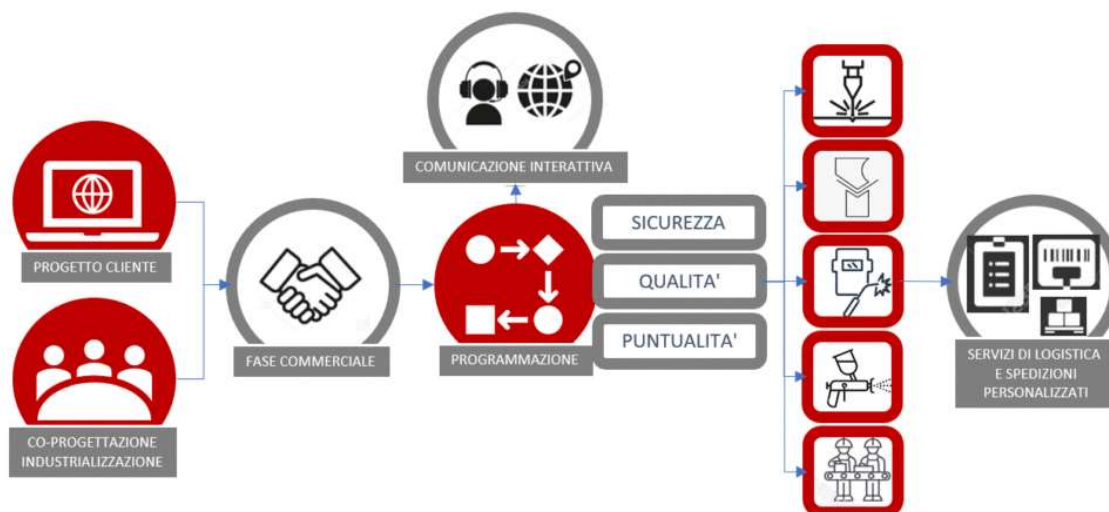 COMUNICAZIONE INTERATTIVA
PROGETTO CLIENTE
FASE COMMERCIALE
PROGRAMMAZIONE
SICUREZZA
QUALITA'
PUNTUALITA'
CO-PROGETTAZIONE
INDUSTRIALIZZAZIONE
SERVIZI DI LOGISTICA
E SPEDIZIONI
PERSONALIZZATI